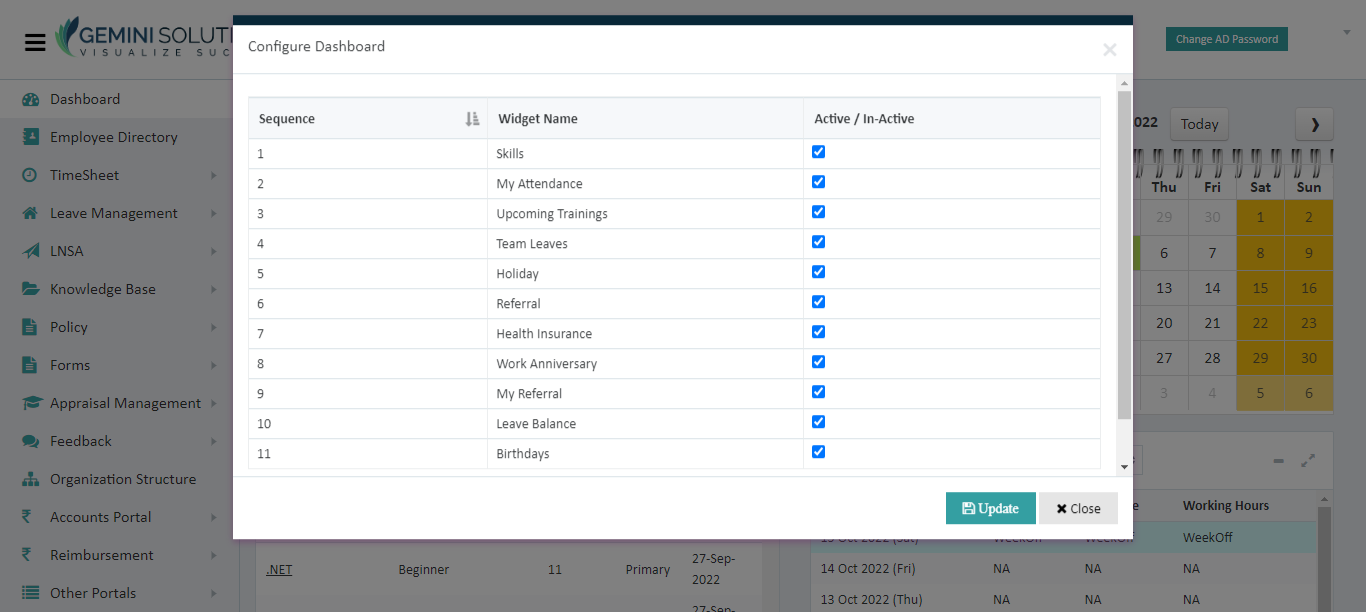 GEMINI SOLUTI
VISUALIZE SUC
Change AD Password
Configure Dashboard
×
Dashboard
Employee Directory
TimeSheet
Leave Management
LNSA
Knowledge Base
Policy
Forms
Appraisal Management
Feedback
Organization Structure
Accounts Portal
Reimbursement
Other Portals
Sequence Widget Name Active / In-Active
1 Skills
2 My Attendance
3 Upcoming Trainings
4 Team Leaves
5 Holiday
6 Referral
7 Health Insurance
8 Work Anniversary
9 My Referral
10 Leave Balance
11 Birthdays
Update Close
022 Today ❯
Thu Fri Sat Sun
29 30 1 2
6 7 8 9
13 14 15 16
20 21 22 23
27 28 29 30
3 4 5 6
.NET Beginner 11 Primary 27-Sep-
2022
27-Sep-
e Working Hours
15 Oct 2022 (Sat) WeekOff WeekOff WeekOff
14 Oct 2022 (Fri) NA NA NA
13 Oct 2022 (Thu) NA NA NA